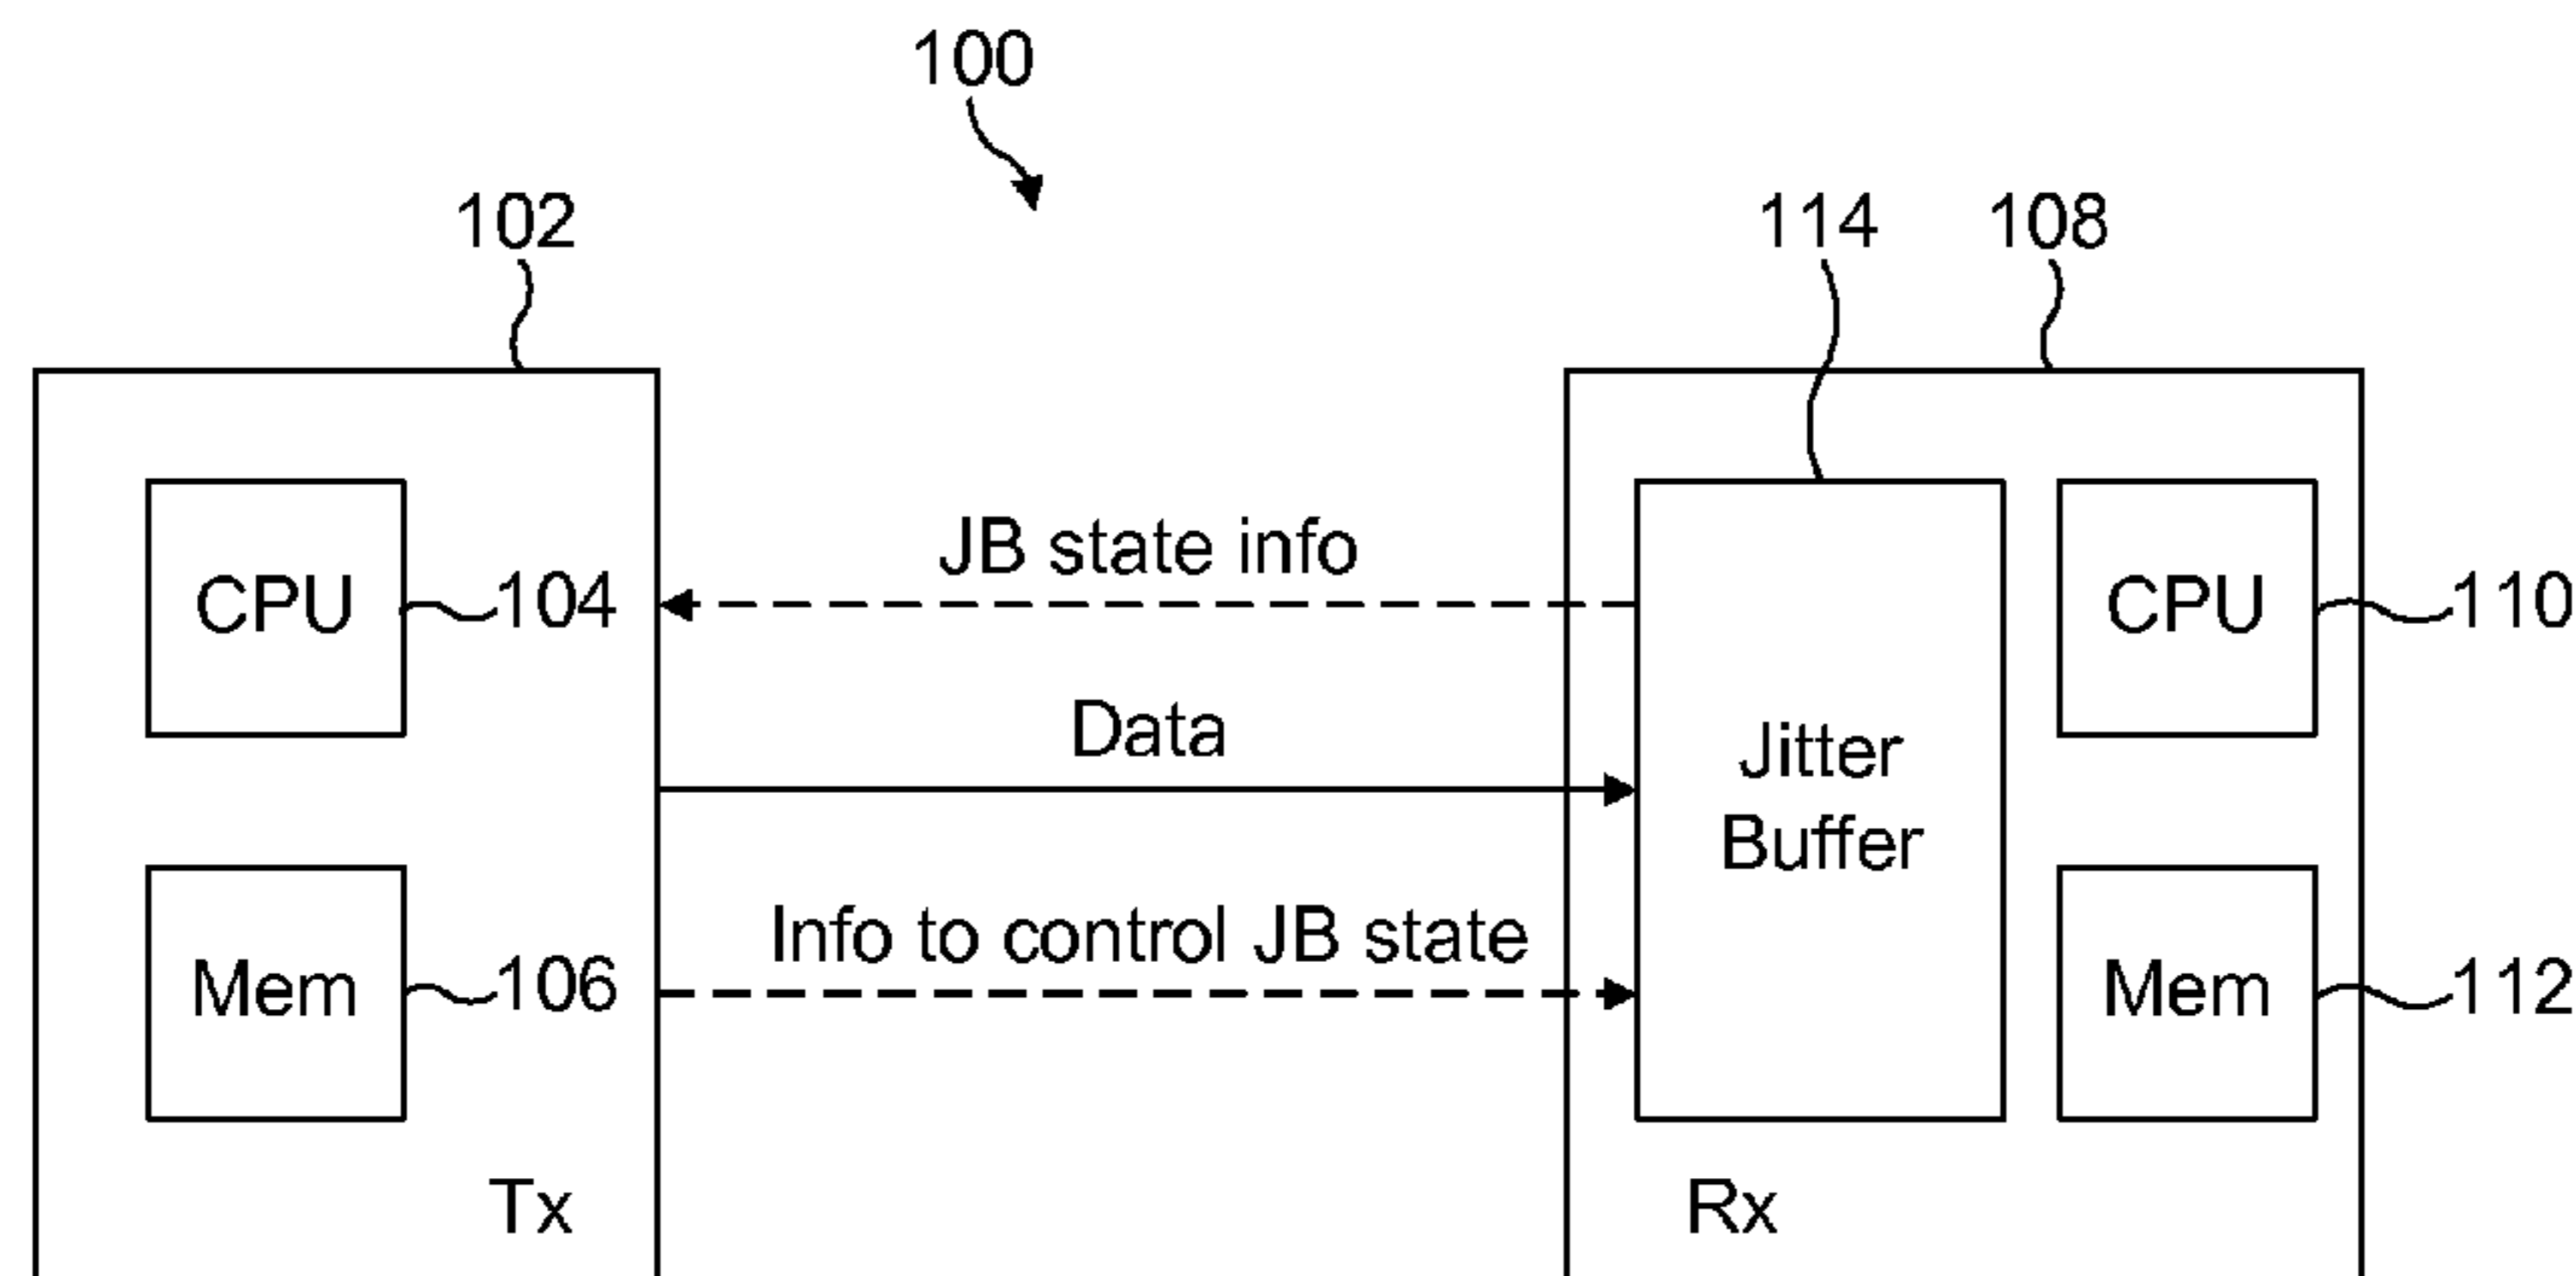 100
102
114
108
JB state info
CPU
104
CPU
110
Data
Jitter
Buffer
Info to control JB state
Mem
106
Mem
112
Tx
Rx